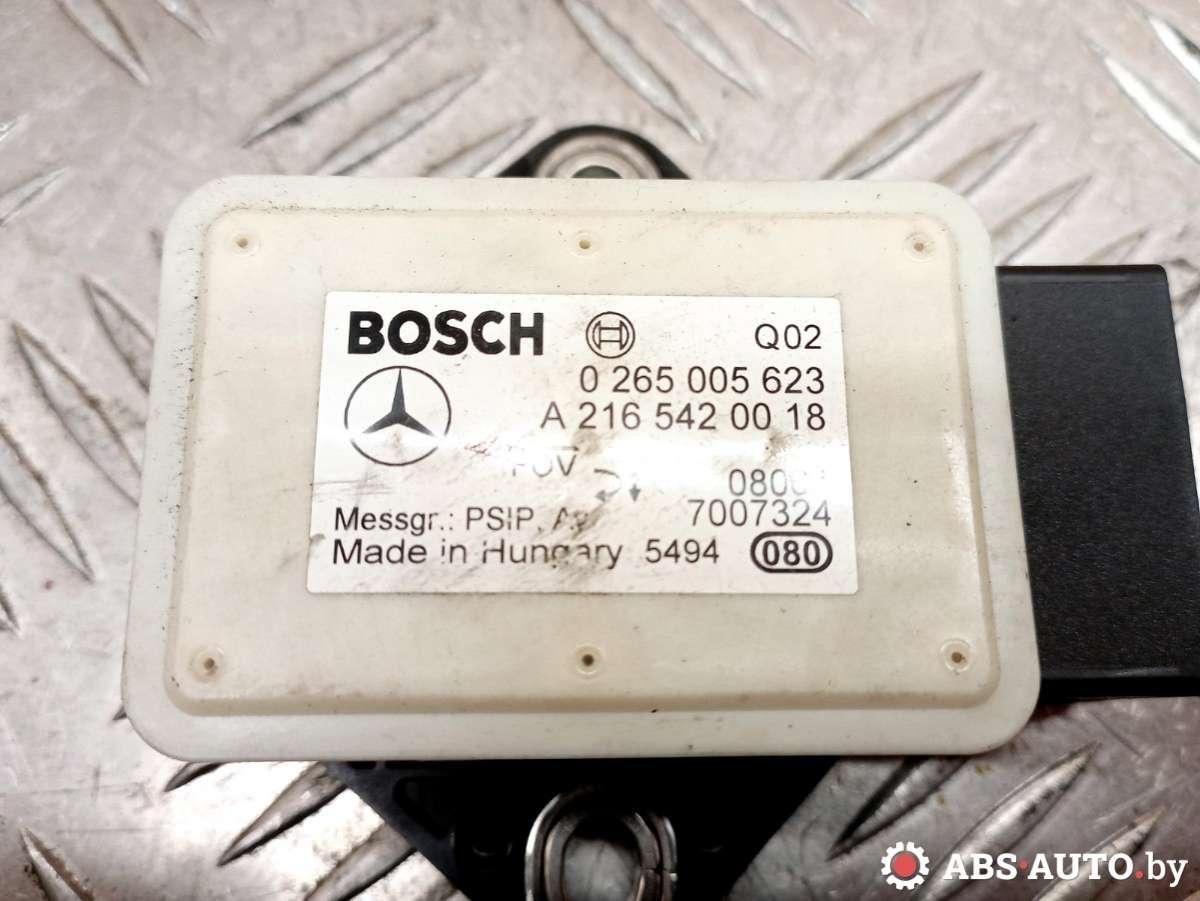 BOSCH Q02
0 265 005 623
A 216 542 00 18
Messgr.: PSIP, 7007324
Made in Hungary 5494 080
ABS-AUTO.by